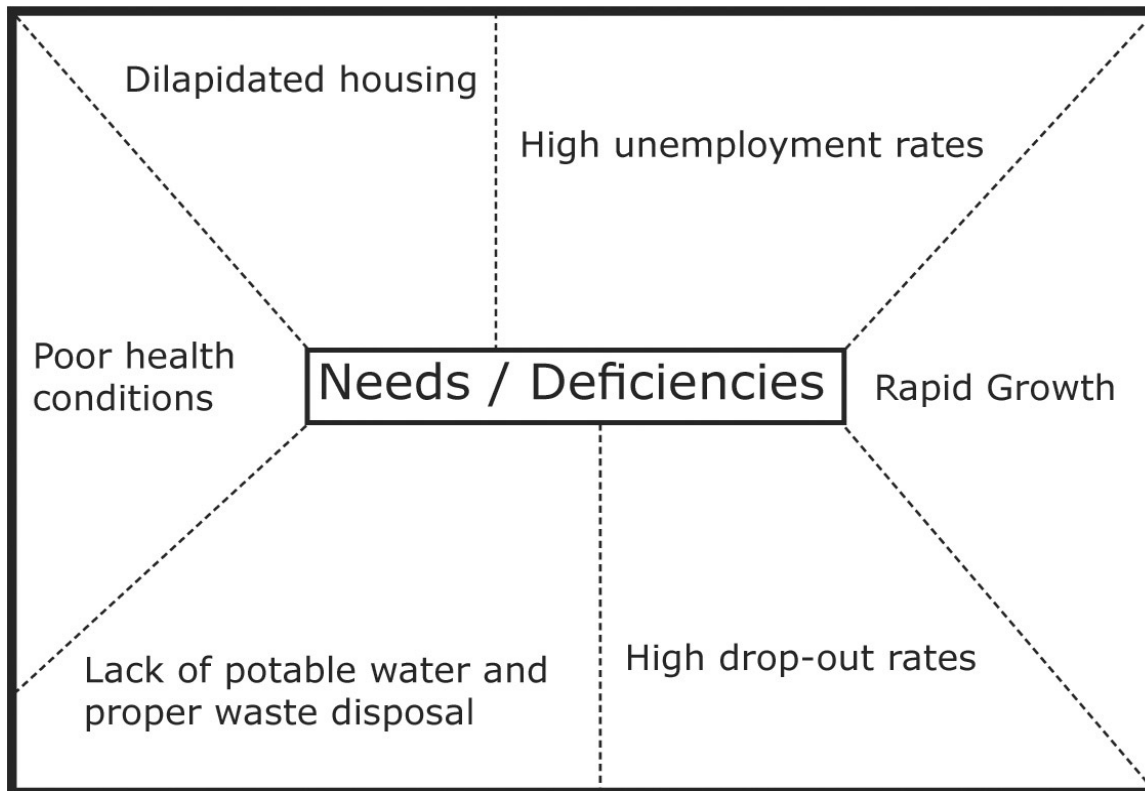 Dilapidated housing
High unemployment rates
Poor health
conditions
Needs / Deficiencies
Rapid Growth
Lack of potable water and
proper waste disposal
High drop-out rates